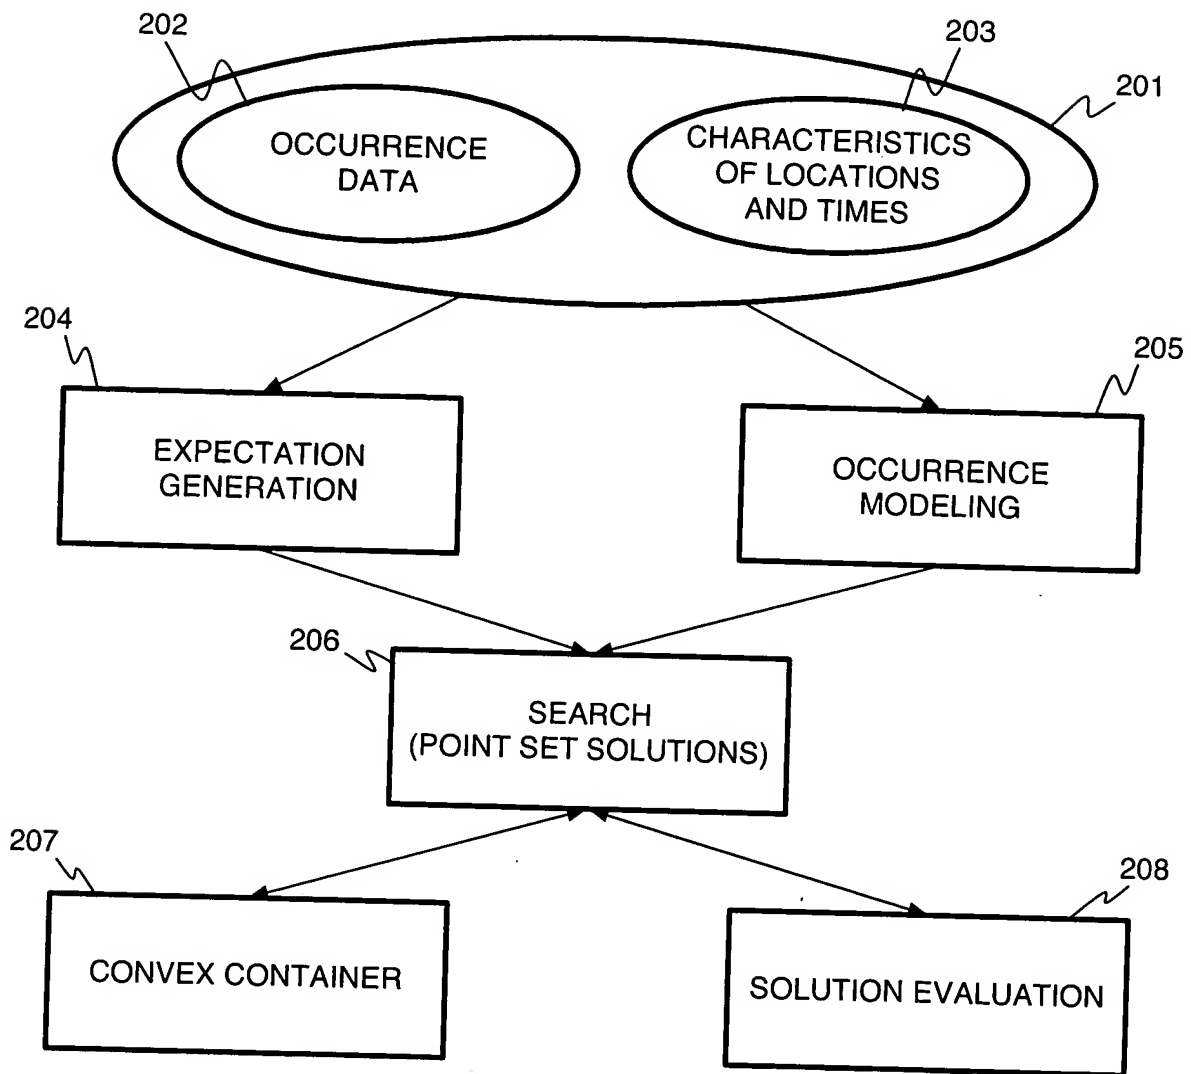 202
203
201
OCCURRENCE
DATA
CHARACTERISTICS
OF LOCATIONS
AND TIMES
204
205
EXPECTATION
GENERATION
OCCURRENCE
MODELING
206
SEARCH
(POINT SET SOLUTIONS)
207
208
CONVEX CONTAINER
SOLUTION EVALUATION